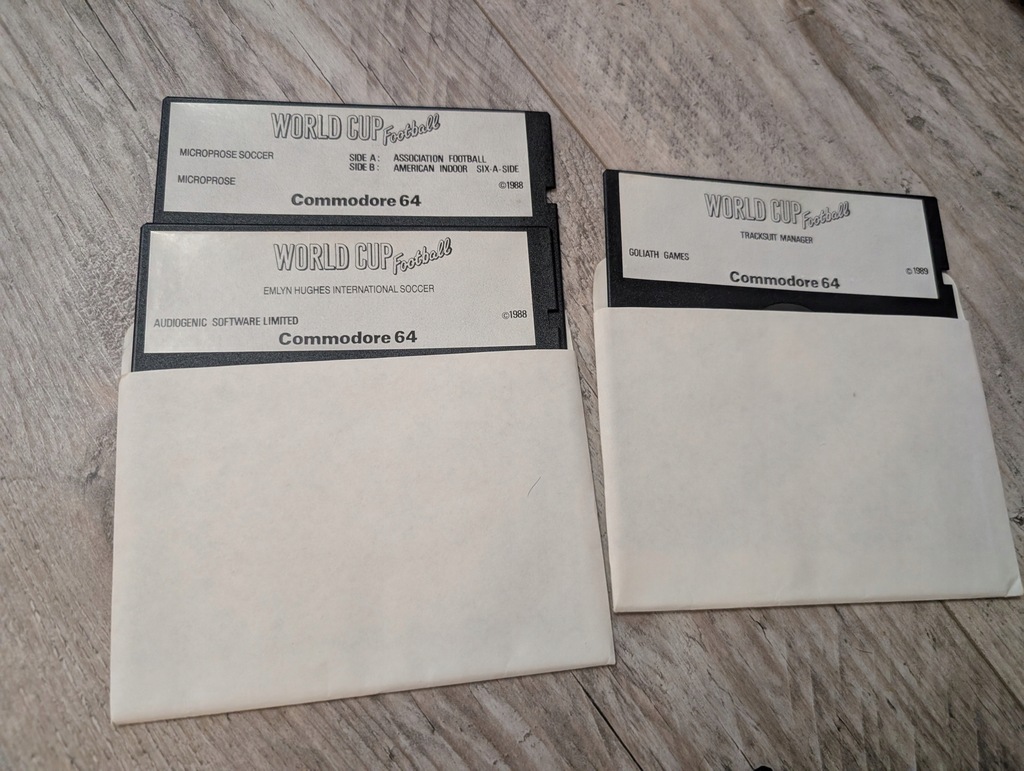 WORLD CUP Football
MICROPROSE SOCCER
SIDE A : ASSOCIATION FOOTBALL
SIDE B : AMERICAN INDOOR SIX-A-SIDE
MICROPROSE
©1988
Commodore 64
WORLD CUP Football
EMLYN HUGHES INTERNATIONAL SOCCER
AUDIOGENIC SOFTWARE LIMITED
©1988
Commodore 64
WORLD CUP Football
TRACKSUIT MANAGER
GOLIATH GAMES
©1989
Commodore 64